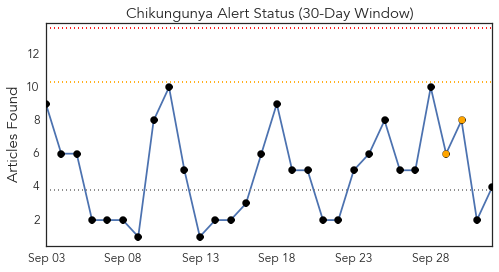 Chikungunya Alert Status (30-Day Window)
Articles Found
12
10
8
6
4
2
Sep 03 Sep 08 Sep 13 Sep 18 Sep 23 Sep 28